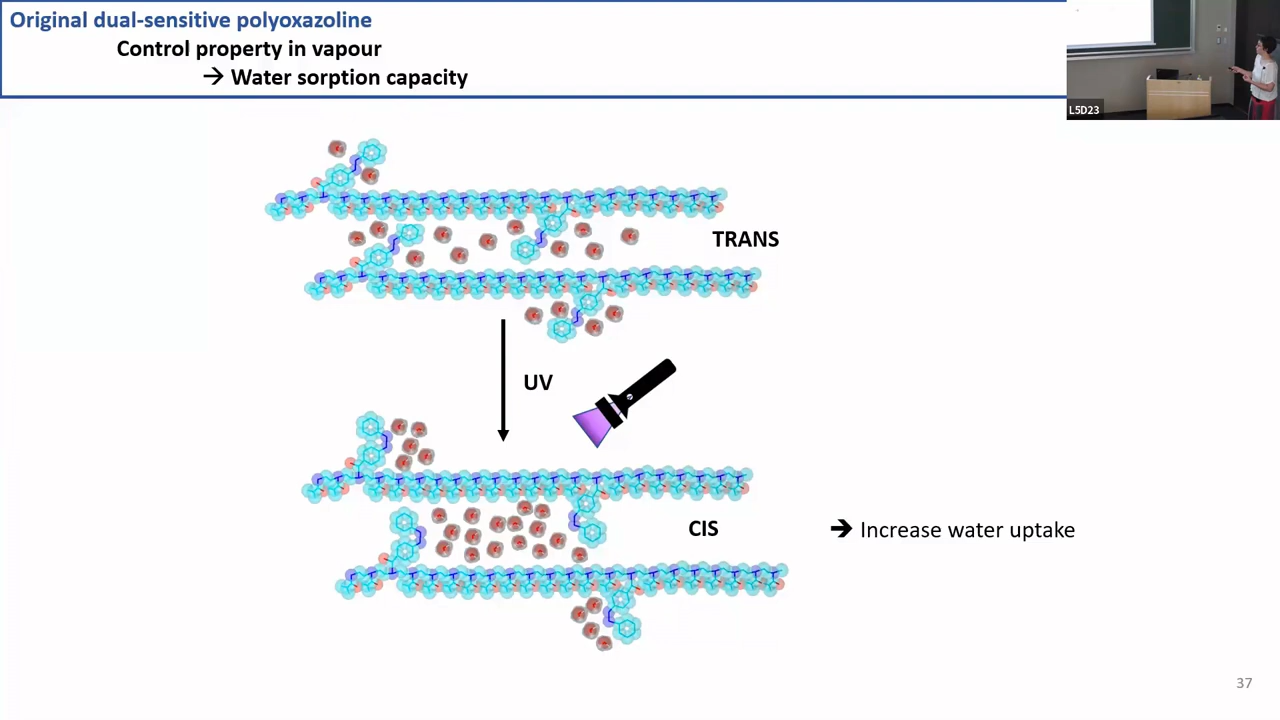 Original dual-sensitive polyoxazoline
Control property in vapour
→ Water sorption capacity
L5D23
TRANS
UV
CIS
➔ Increase water uptake
37